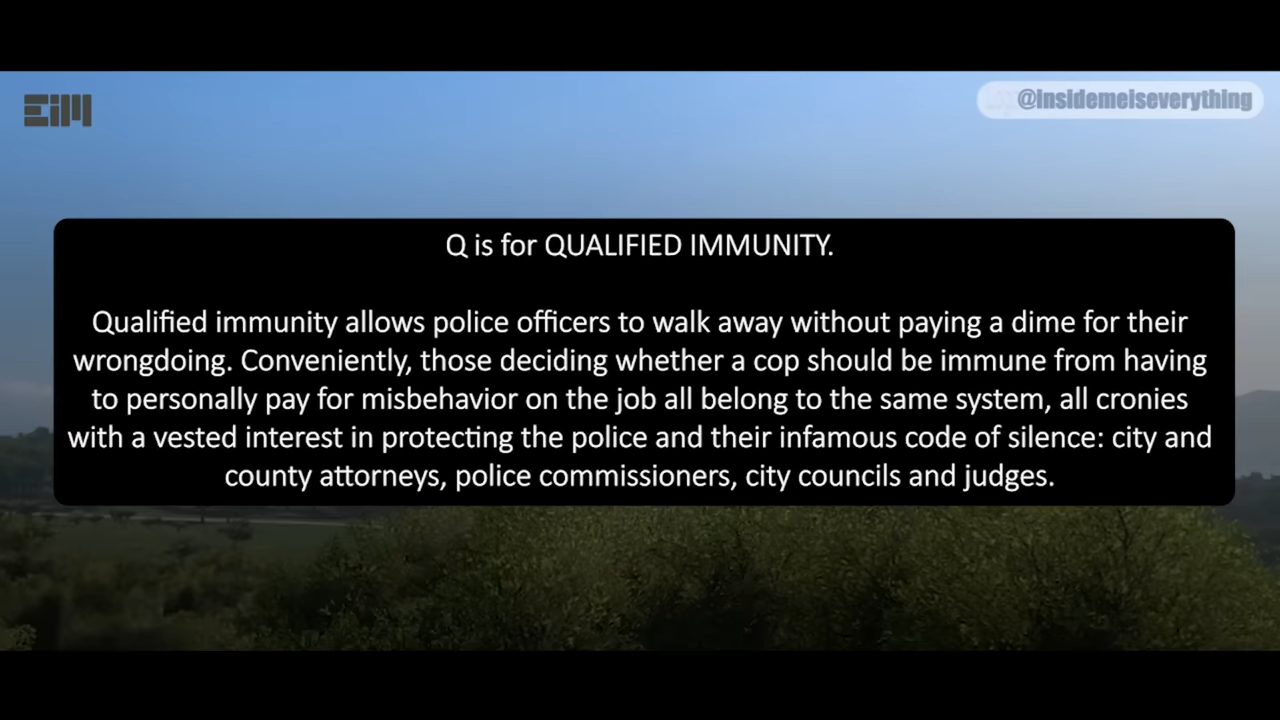 EIM
@Insidemeiseverything
Q is for QUALIFIED IMMUNITY.
Qualified immunity allows police officers to walk away without paying a dime for their
wrongdoing. Conveniently, those deciding whether a cop should be immune from having
to personally pay for misbehavior on the job all belong to the same system, all cronies
with a vested interest in protecting the police and their infamous code of silence: city and
county attorneys, police commissioners, city councils and judges.